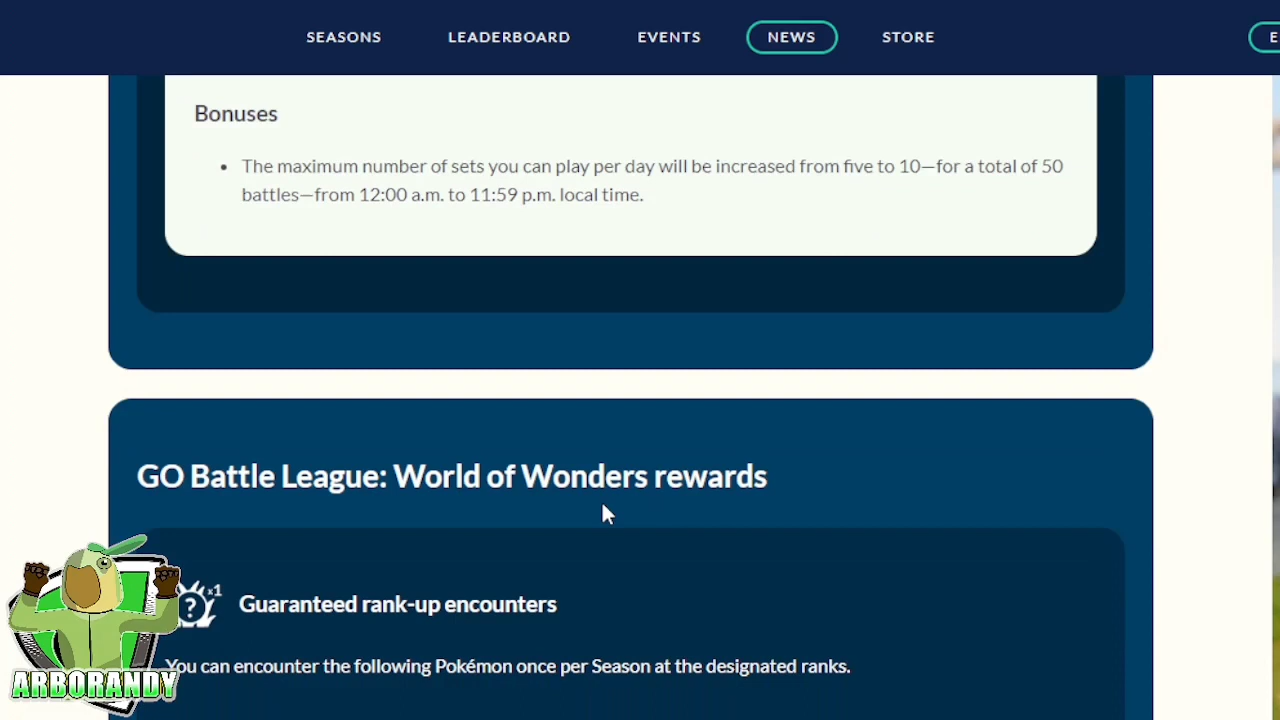 SEASONS LEADERBOARD EVENTS NEWS STORE E
Bonuses
• The maximum number of sets you can play per day will be increased from five to 10—for a total of 50
battles—from 12:00 a.m. to 11:59 p.m. local time.
GO Battle League: World of Wonders rewards
? x1
Guaranteed rank-up encounters
You can encounter the following Pokémon once per Season at the designated ranks.
ARBORANDY